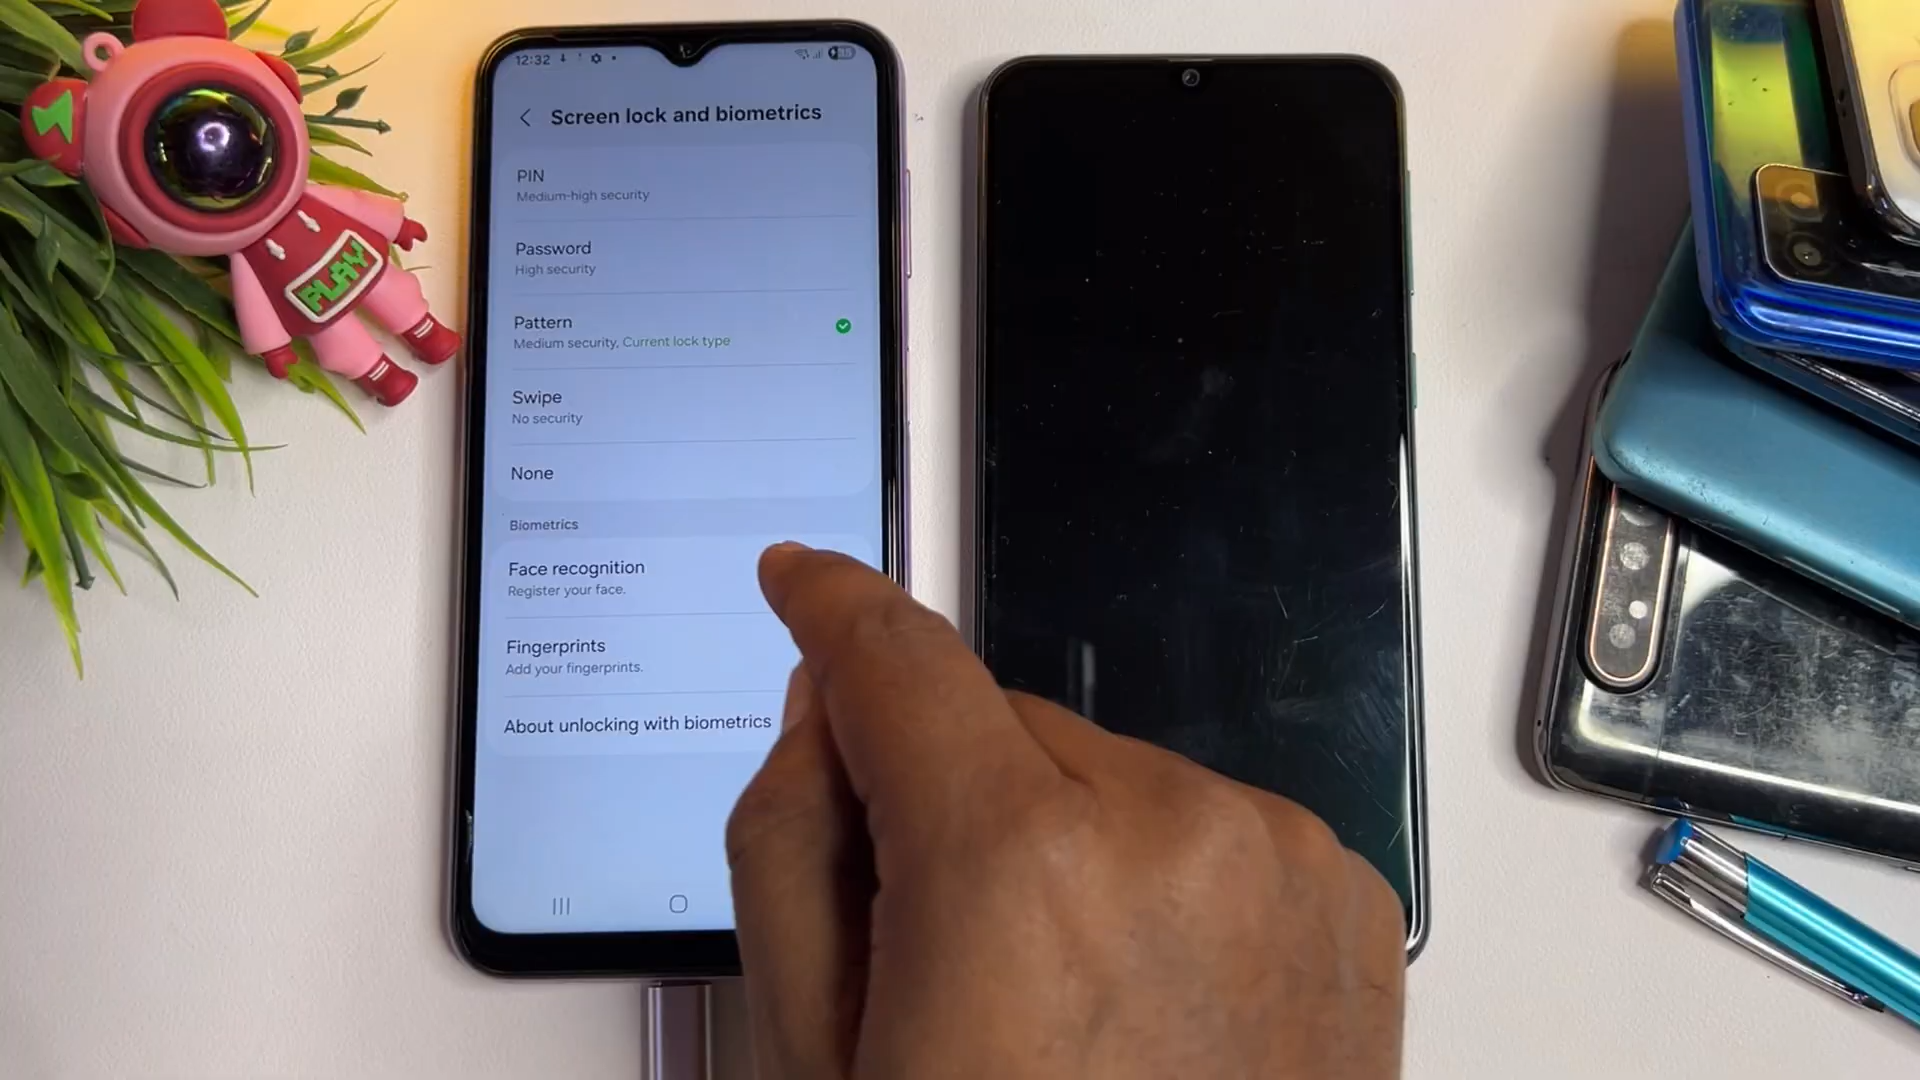 12:32
Screen lock and biometrics
PIN
Medium-high security
Password
High security
Pattern
Medium security, Current lock type
Swipe
No security
None
Biometrics
Face recognition
Register your face.
Fingerprints
Add your fingerprints.
About unlocking with biometrics
PLAY